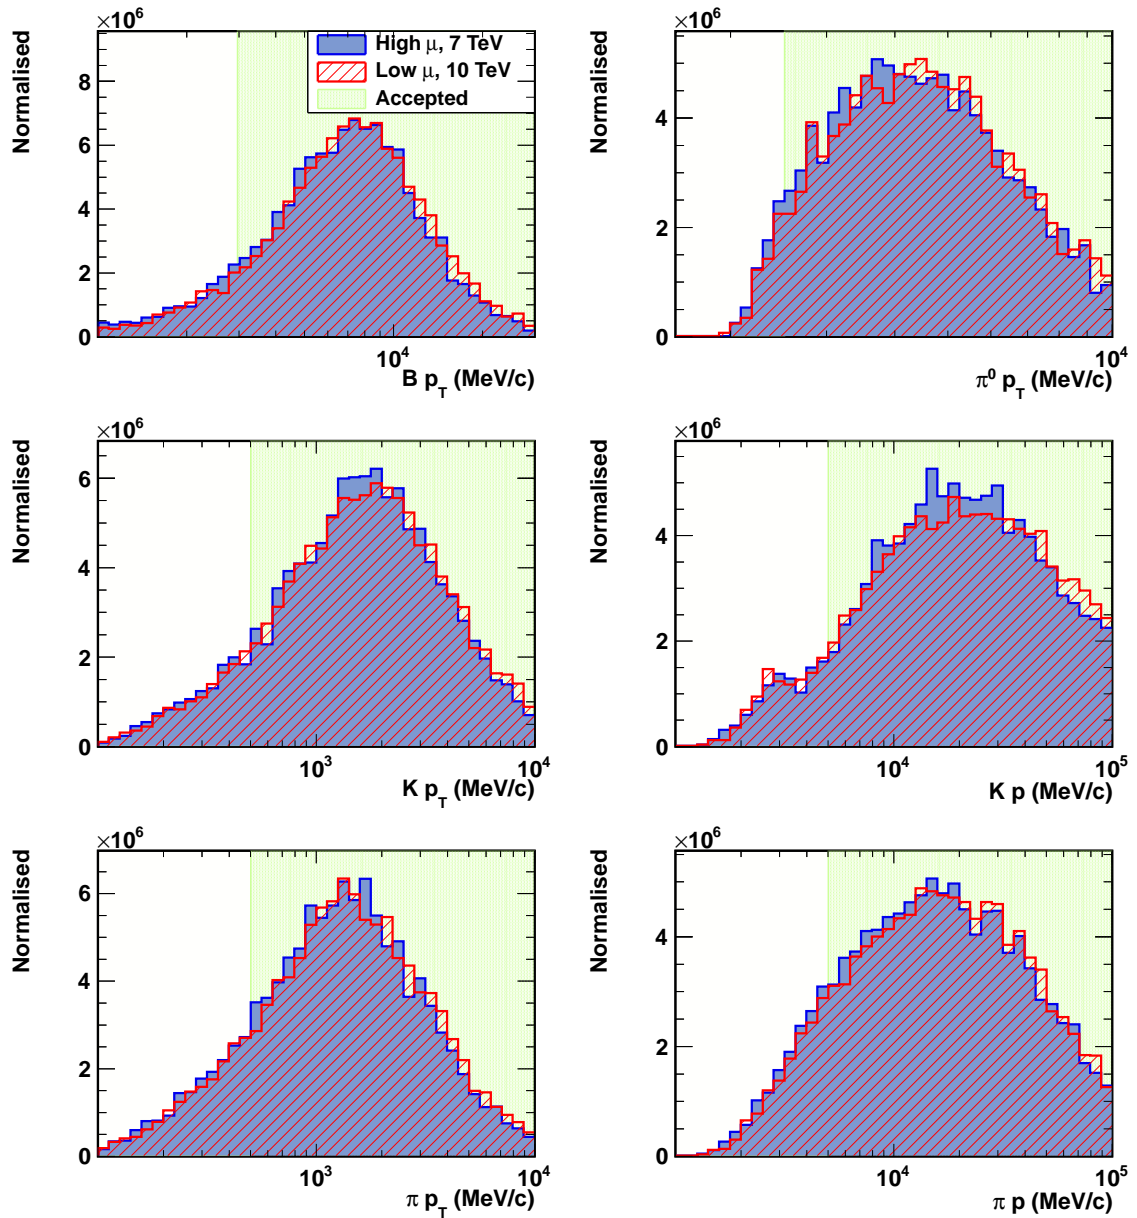 ×10⁶
Normalised
8
6
4
2
0
High μ, 7 TeV
Low μ, 10 TeV
Accepted
10⁴
B p_T (MeV/c)
×10⁶
Normalised
4
2
0
10⁴
π⁰ p_T (MeV/c)
×10⁶
Normalised
6
4
2
0
10³
10⁴
K p_T (MeV/c)
×10⁶
Normalised
4
2
0
10⁴
10⁵
K p (MeV/c)
×10⁶
Normalised
6
4
2
0
10³
10⁴
π p_T (MeV/c)
×10⁶
Normalised
4
2
0
10⁴
10⁵
π p (MeV/c)